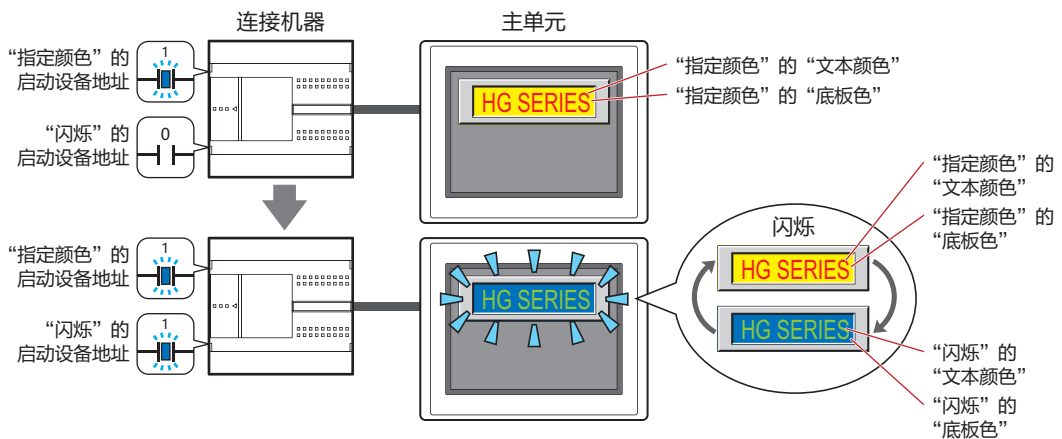 连接机器
主单元
“指定颜色”的
启动设备地址
1
“指定颜色”的“文本颜色”
“指定颜色”的“底板色”
HG SERIES
“闪烁”的
启动设备地址
0
“指定颜色”的
“文本颜色”
“指定颜色”的
“底板色”
“指定颜色”的
启动设备地址
1
“闪烁”的
启动设备地址
1
HG SERIES
闪烁
HG SERIES
HG SERIES
“闪烁”的
“文本颜色”
“闪烁”的
“底板色”